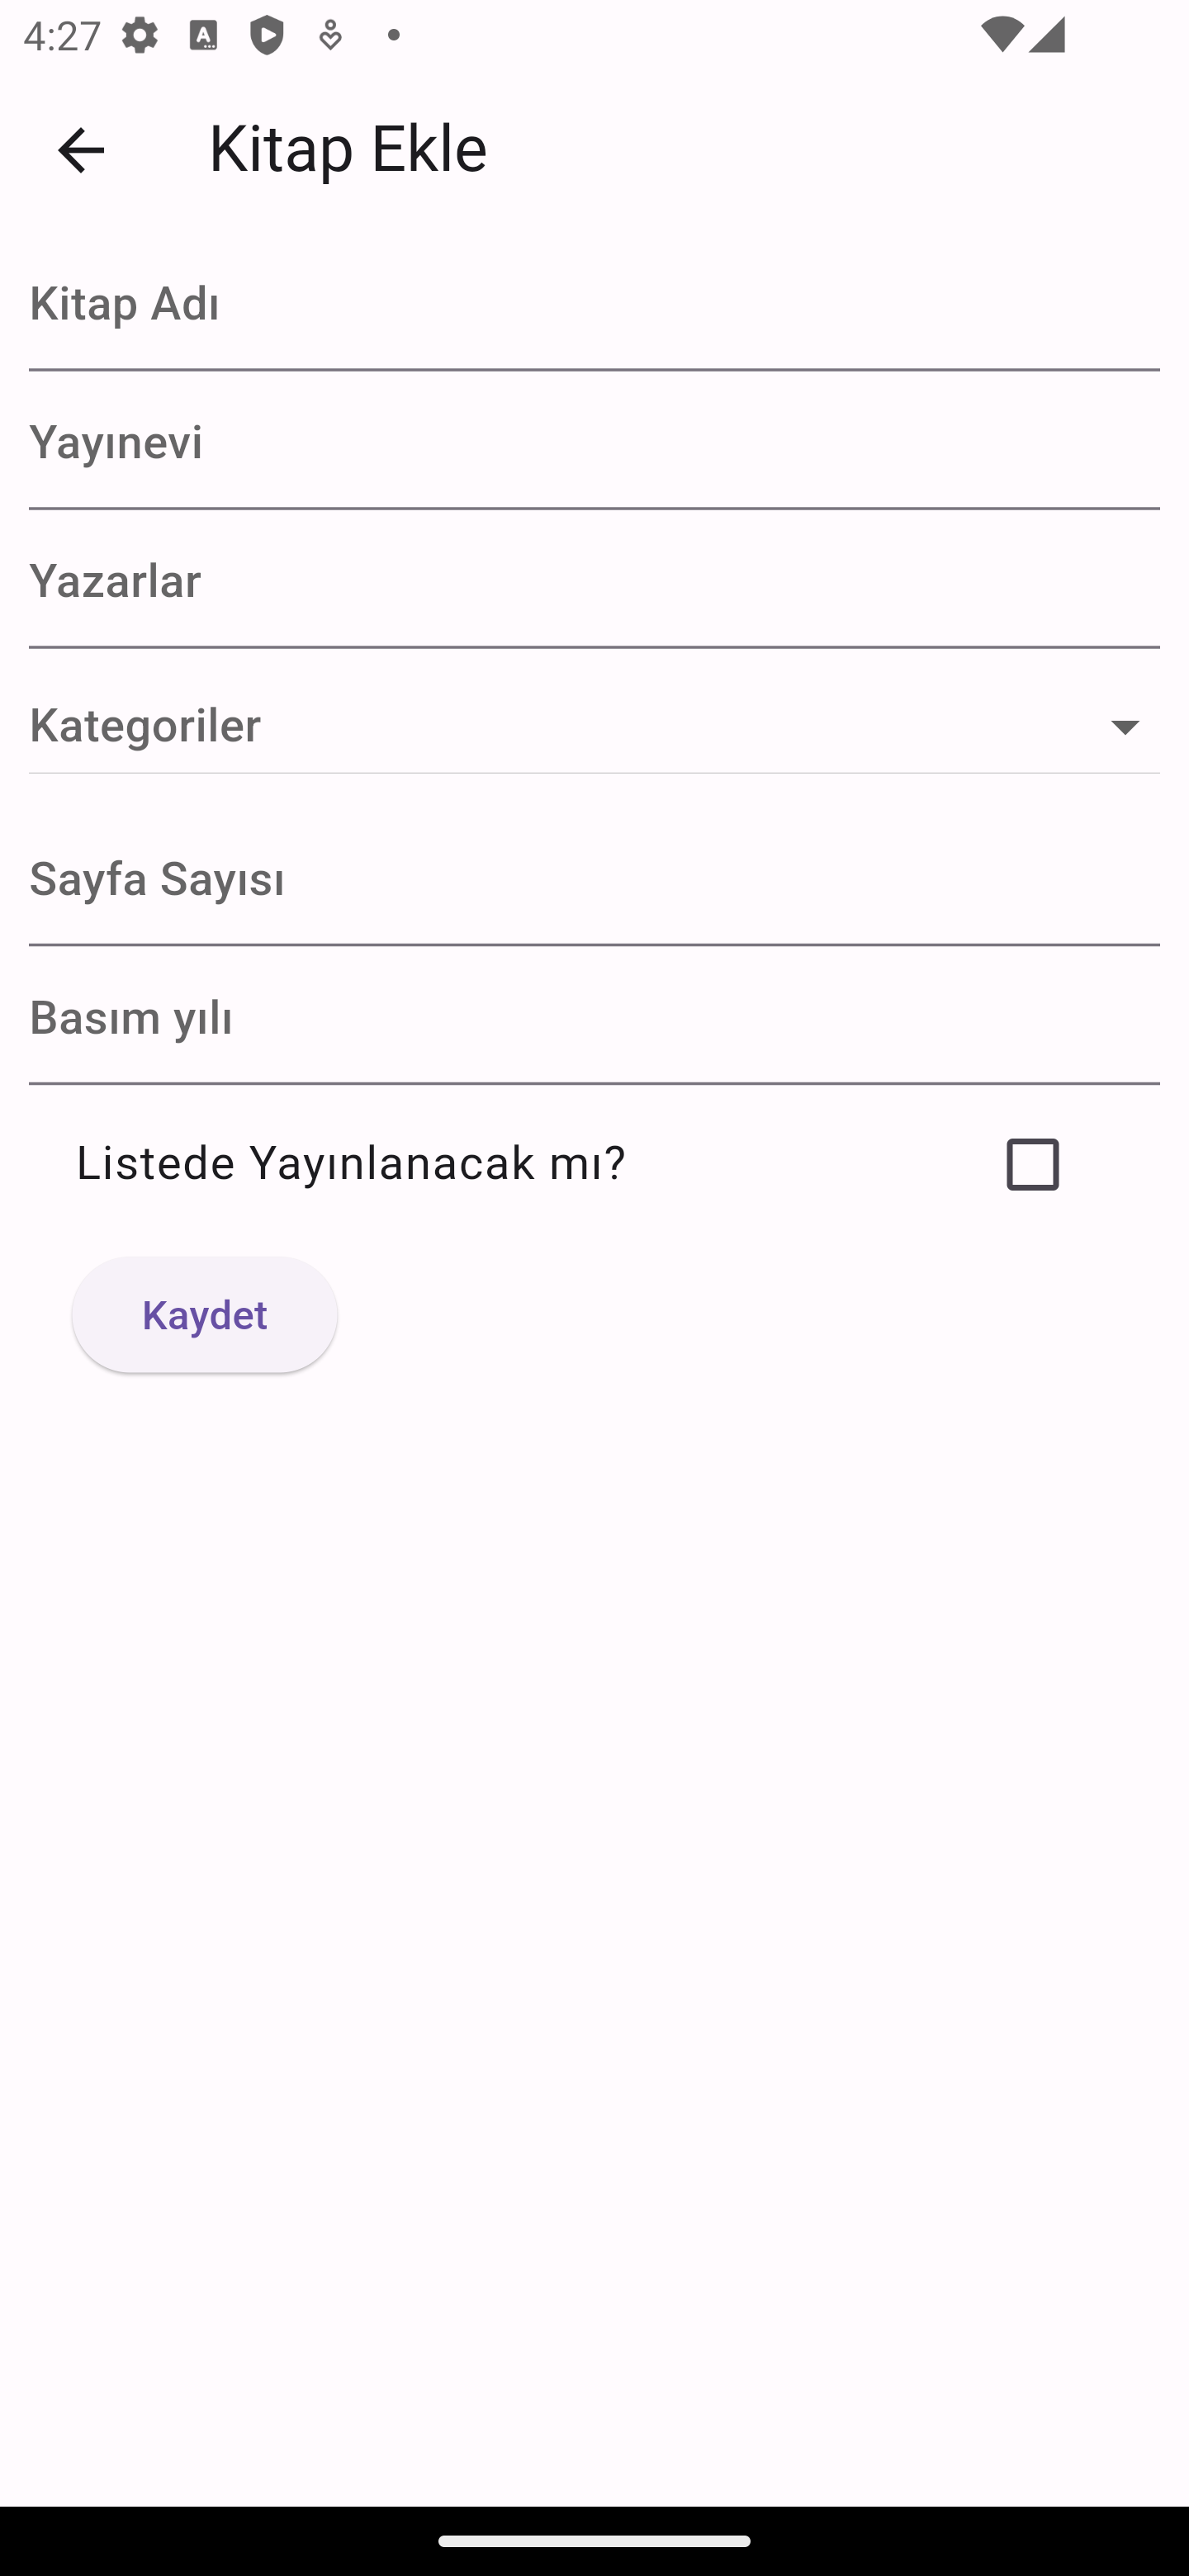 4:27
Kitap Ekle
Kitap Adı
Yayınevi
Yazarlar
Kategoriler
Sayfa Sayısı
Basım yılı
Listede Yayınlanacak mı?
Kaydet